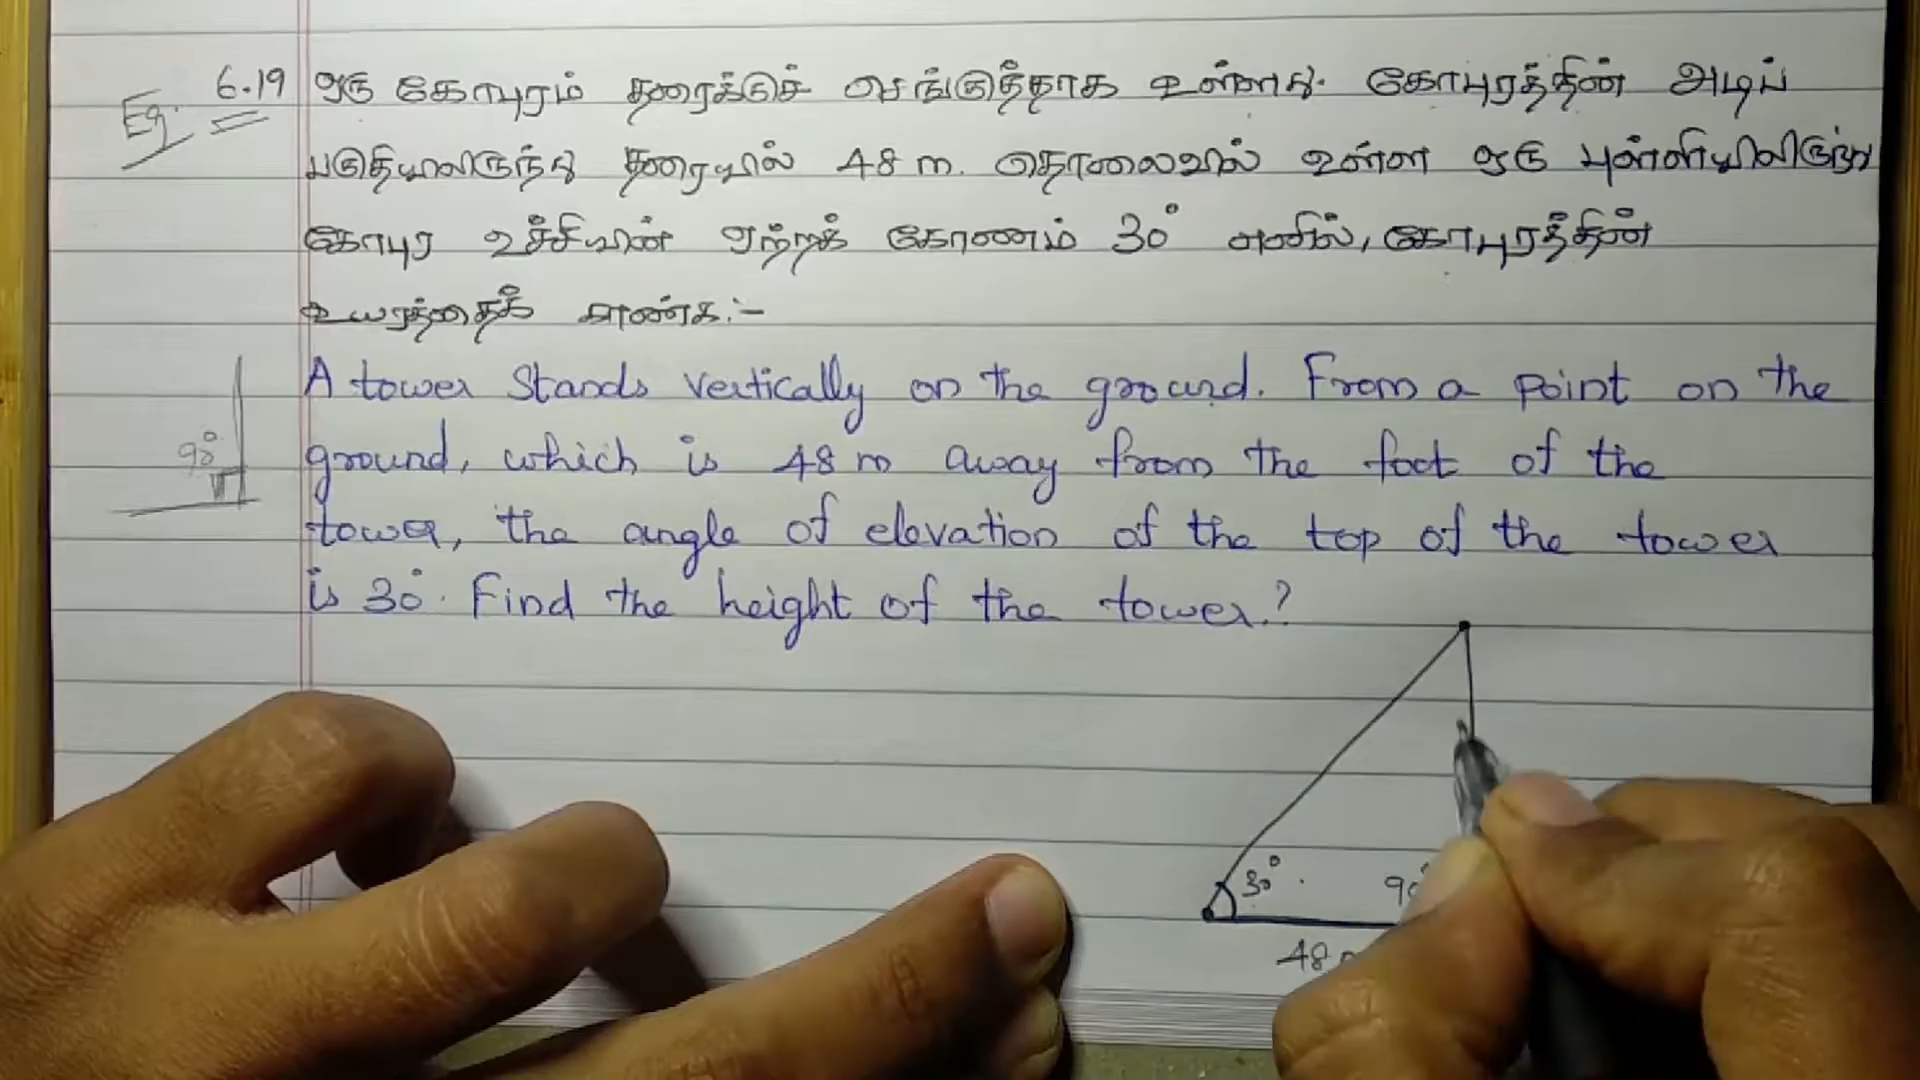 Eg. 6.19 ஒரு கோபுரம் தரைக்குச் செங்குத்தாக உள்ளது. கோபுரத்தின் அடிப்
பகுதியிலிருந்து தரையில் 48 m. தொலைவில் உள்ள ஒரு புள்ளியிலிருந்து
கோபுர உச்சியின் ஏற்றக் கோணம் 30° எனில், கோபுரத்தின்
உயரத்தைக் காண்க :-
A tower Stands vertically on the ground. From a point on the
ground, which is 48 m away from the foot of the
tower, the angle of elevation of the top of the tower
is 30°. Find the height of the tower.?
90°
30°
48